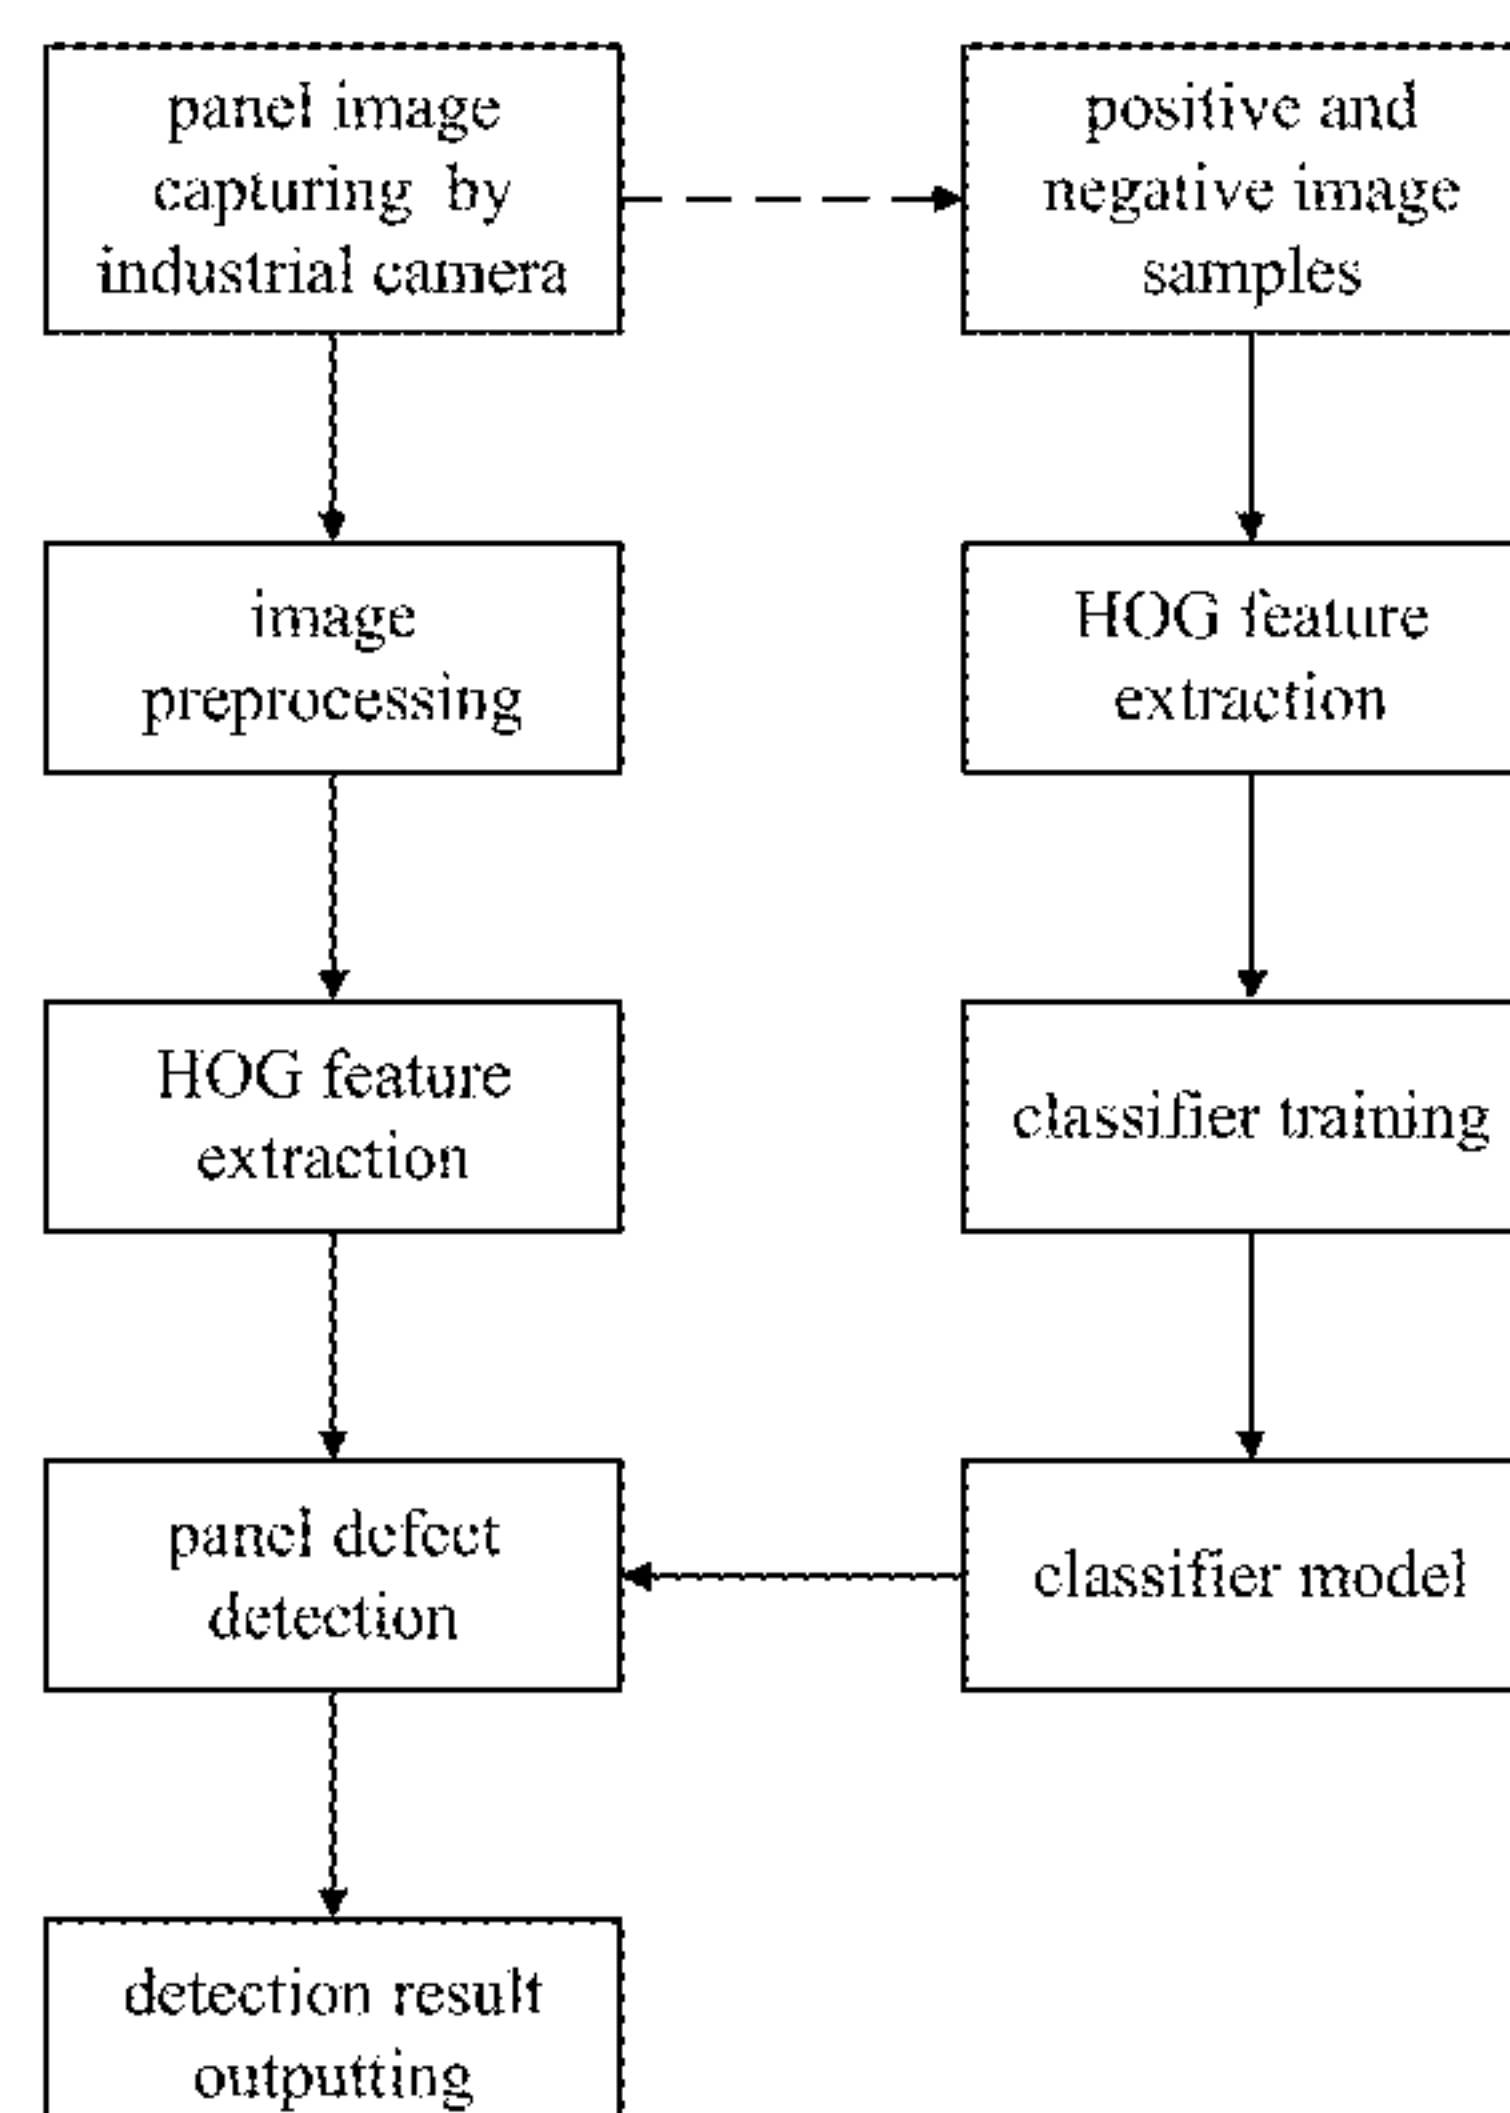 panel image
capturing by
industrial camera
positive and
negative image
samples
image
preprocessing
HOG feature
extraction
HOG feature
extraction
classifier training
panel defect
detection
classifier model
detection result
outputting